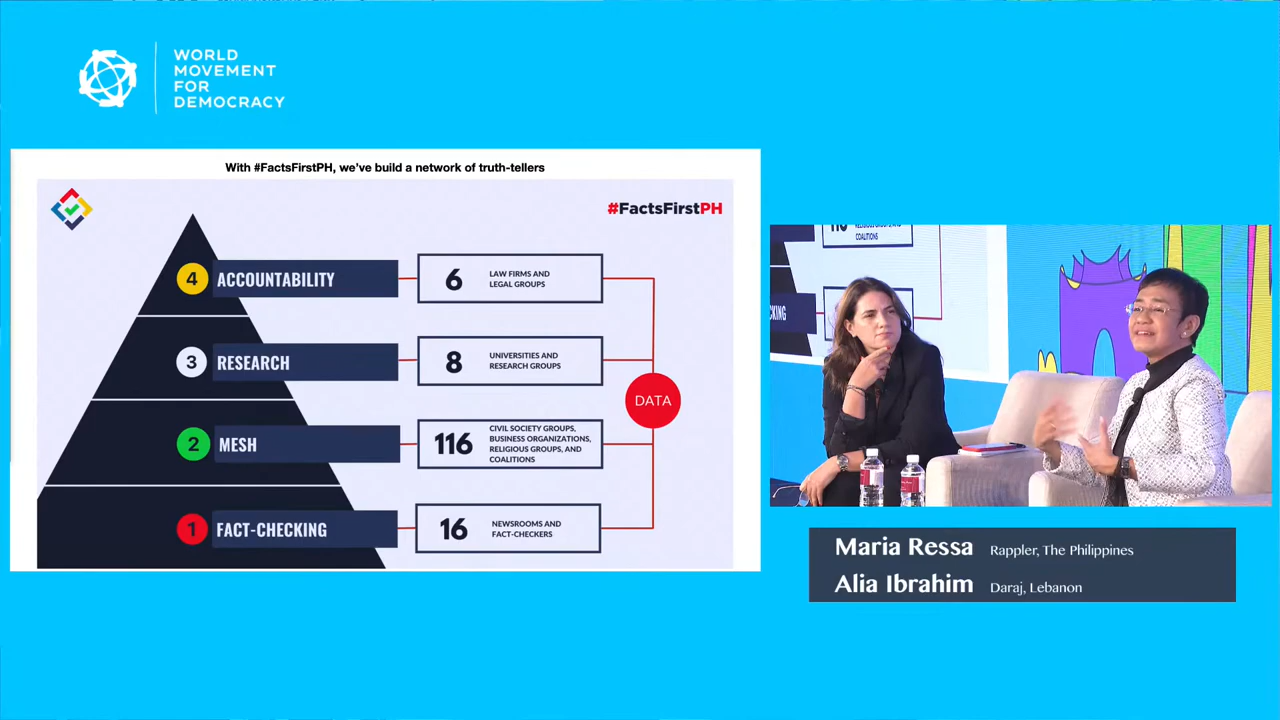 WORLD
MOVEMENT
FOR
DEMOCRACY
With #FactsFirstPH, we've build a network of truth-tellers
#FactsFirstPH
4 ACCOUNTABILITY
6
LAW FIRMS AND
LEGAL GROUPS
3 RESEARCH
8
UNIVERSITIES AND
RESEARCH GROUPS
DATA
2 MESH
116
CIVIL SOCIETY GROUPS,
BUSINESS ORGANIZATIONS,
RELIGIOUS GROUPS, AND
COALITIONS
1 FACT-CHECKING
16
NEWSROOMS AND
FACT-CHECKERS
COALITIONS
Maria Ressa Rappler, The Philippines
Alia Ibrahim Daraj, Lebanon